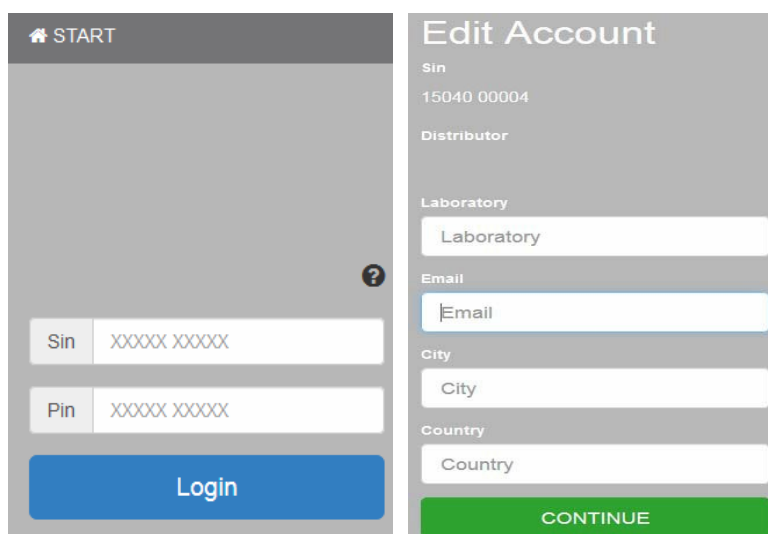 START
Sin XXXXX XXXXX
Pin XXXXX XXXXX
Login
Edit Account
Sin
15040 00004
Distributor
Laboratory
Laboratory
Email
Email
City
City
Country
Country
CONTINUE